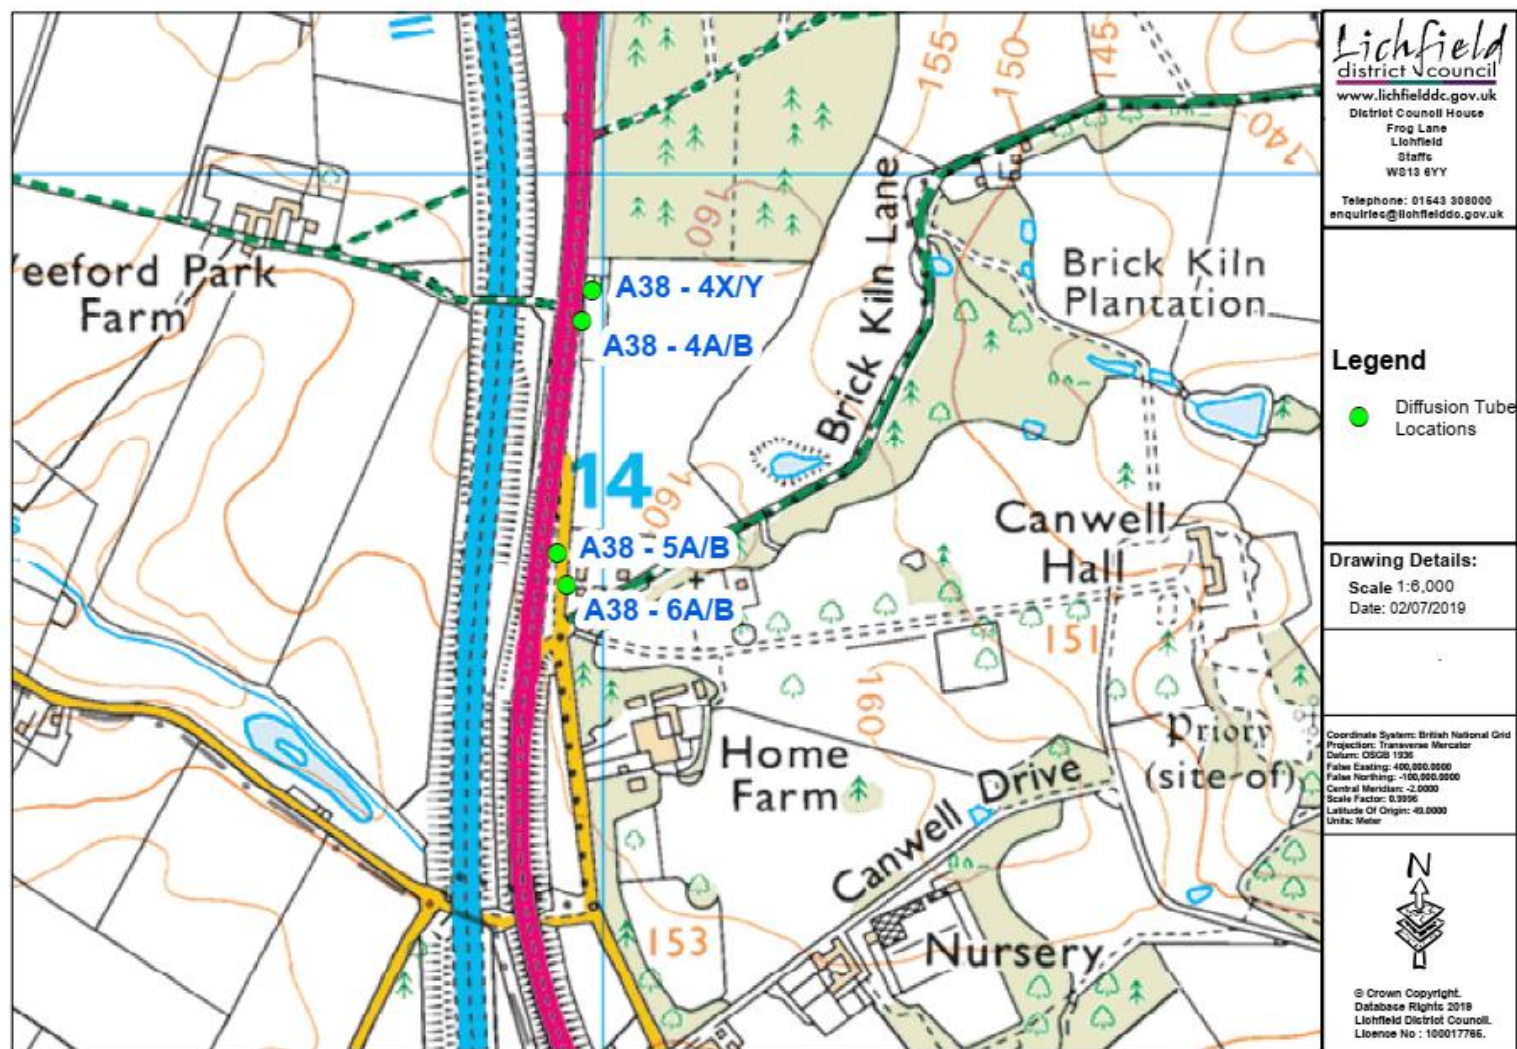 155
150
145
140
160
Brick Kiln Lane
Brick Kiln
Plantation
eeford Park
Farm
A38 - 4X/Y
A38 - 4A/B
14
160
A38 - 5A/B
A38 - 6A/B
Canwell
Hall
151
160
Home
Farm
Priory
(site of)
Canwell Drive
153
Nursery
Lichfield
district council
www.lichfielddc.gov.uk
District Council House
Frog Lane
Lichfield
Staffs
WS13 6YY
Telephone: 01543 308000
enquiries@lichfielddc.gov.uk
Legend
Diffusion Tube
Locations
Drawing Details:
Scale 1:6,000
Date: 02/07/2019
-
Coordinate System: British National Grid
Projection: Transverse Mercator
Datum: OSGB 1936
False Easting: 400,000.0000
False Northing: -100,000.0000
Central Meridian: -2.0000
Scale Factor: 0.9996
Latitude Of Origin: 49.0000
Units: Meter
N
© Crown Copyright.
Database Rights 2019
Lichfield District Council.
Licence No : 100017765.